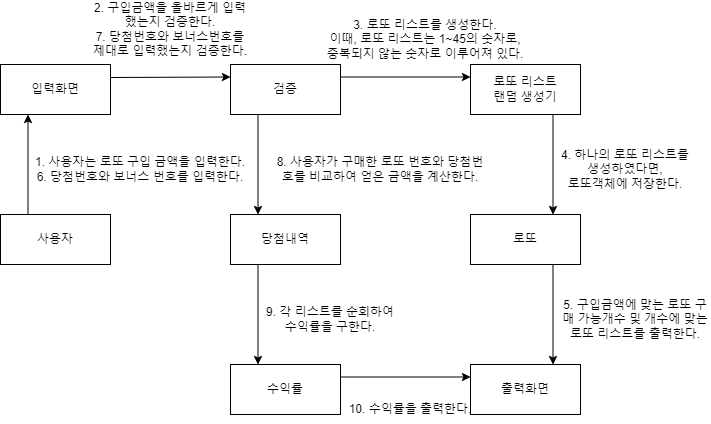 2. 구입금액을 올바르게 입력
했는지 검증한다.
7. 당첨번호와 보너스번호를
제대로 입력했는지 검증한다.
3. 로또 리스트를 생성한다.
이때, 로또 리스트는 1~45의 숫자로,
중복되지 않는 숫자로 이루어져 있다.
입력화면
검증
로또 리스트
랜덤 생성기
1. 사용자는 로또 구입 금액을 입력한다.
6. 당첨번호와 보너스 번호를 입력한다.
8. 사용자가 구매한 로또 번호와 당첨번
호를 비교하여 얻은 금액을 계산한다.
4. 하나의 로또 리스트를
생성하였다면,
로또객체에 저장한다.
사용자
당첨내역
로또
9. 각 리스트를 순회하여
수익률을 구한다.
5. 구입금액에 맞는 로또 구
매 가능개수 및 개수에 맞는
로또 리스트를 출력한다.
수익률
출력화면
10. 수익률을 출력한다.